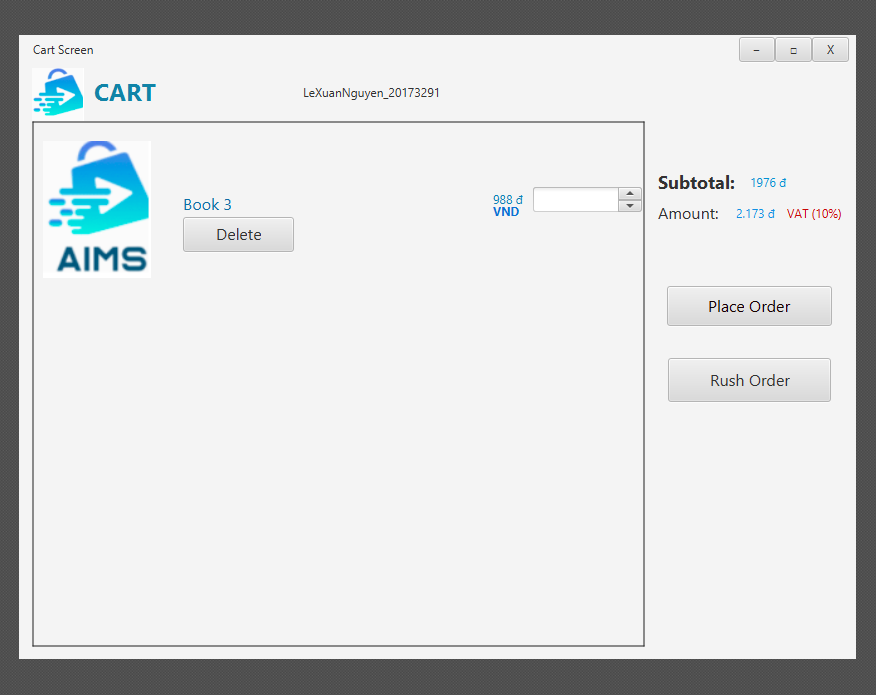 Cart Screen
– □ X
CART
LeXuanNguyen_20173291
AIMS
Book 3
Delete
988 đ
VND
Subtotal: 1976 đ
Amount: 2.173 đ VAT (10%)
Place Order
Rush Order